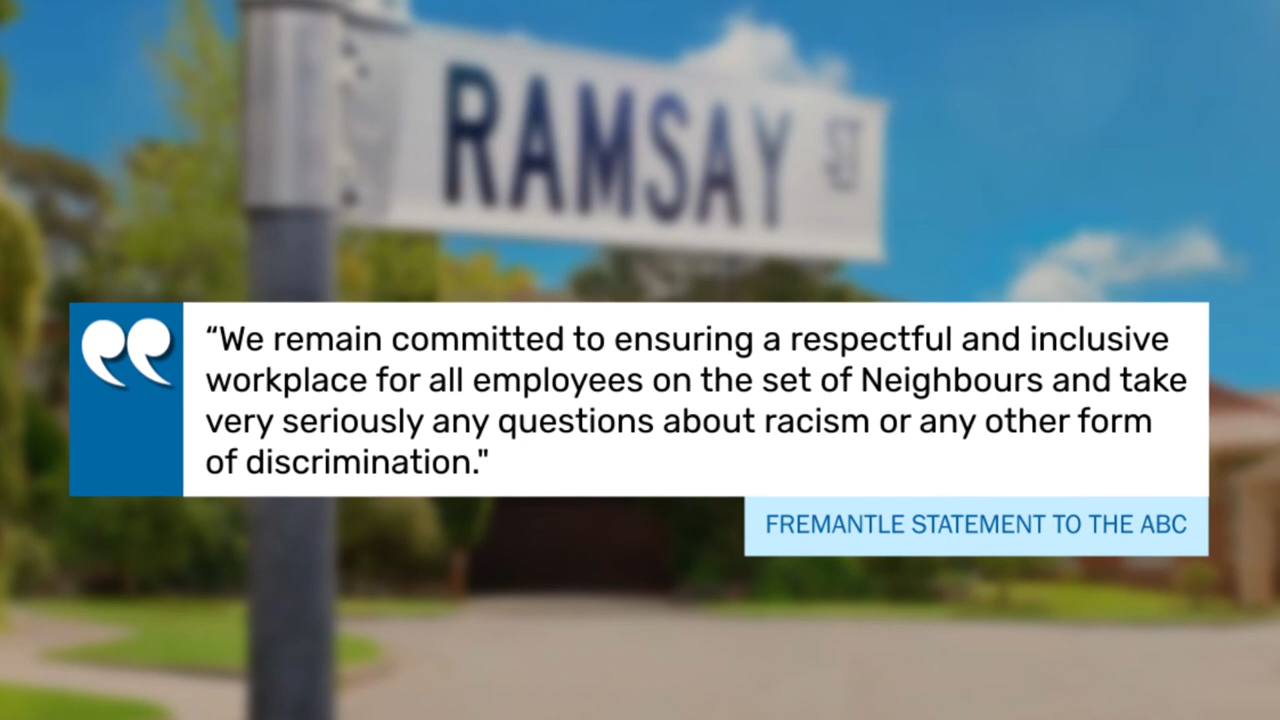 RAMSAY ST
“We remain committed to ensuring a respectful and inclusive
workplace for all employees on the set of Neighbours and take
very seriously any questions about racism or any other form
of discrimination."
FREMANTLE STATEMENT TO THE ABC